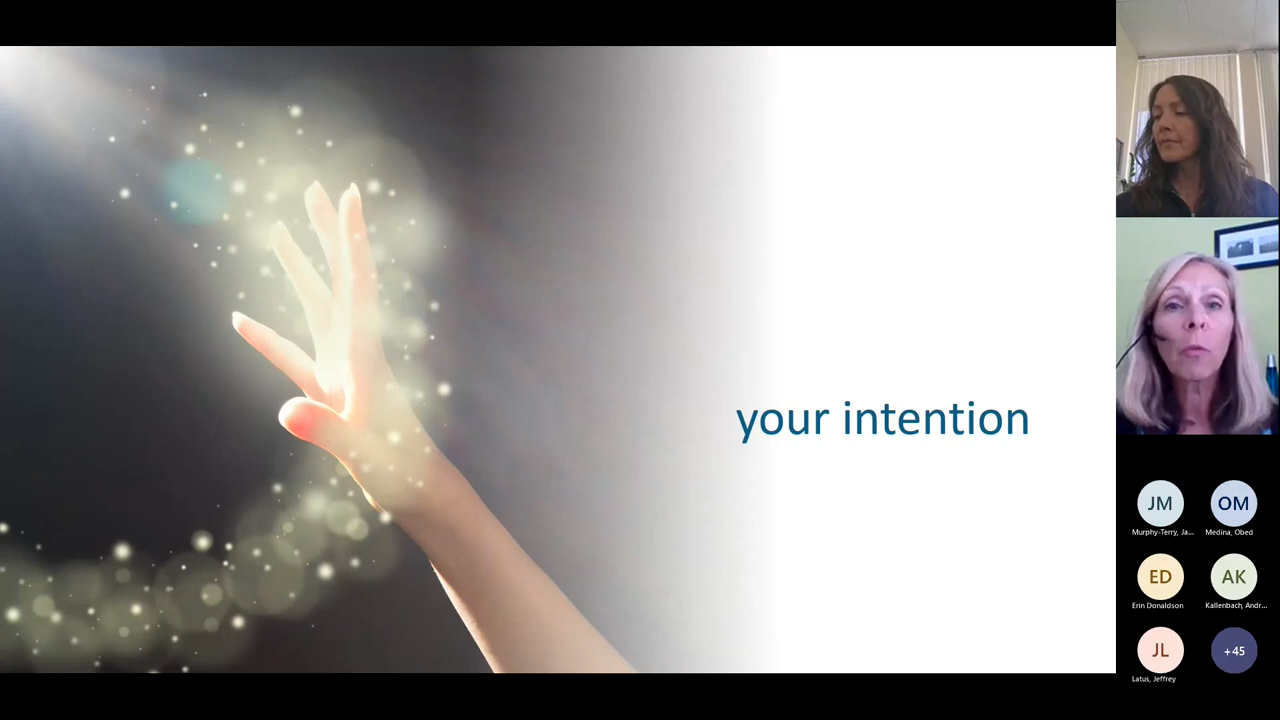 your intention
JM
Murphy-Terry, Ja...
OM
Medina, Obed
ED
Erin Donaldson
AK
Kallenbach, Andr...
JL
Latus, Jeffrey
+45